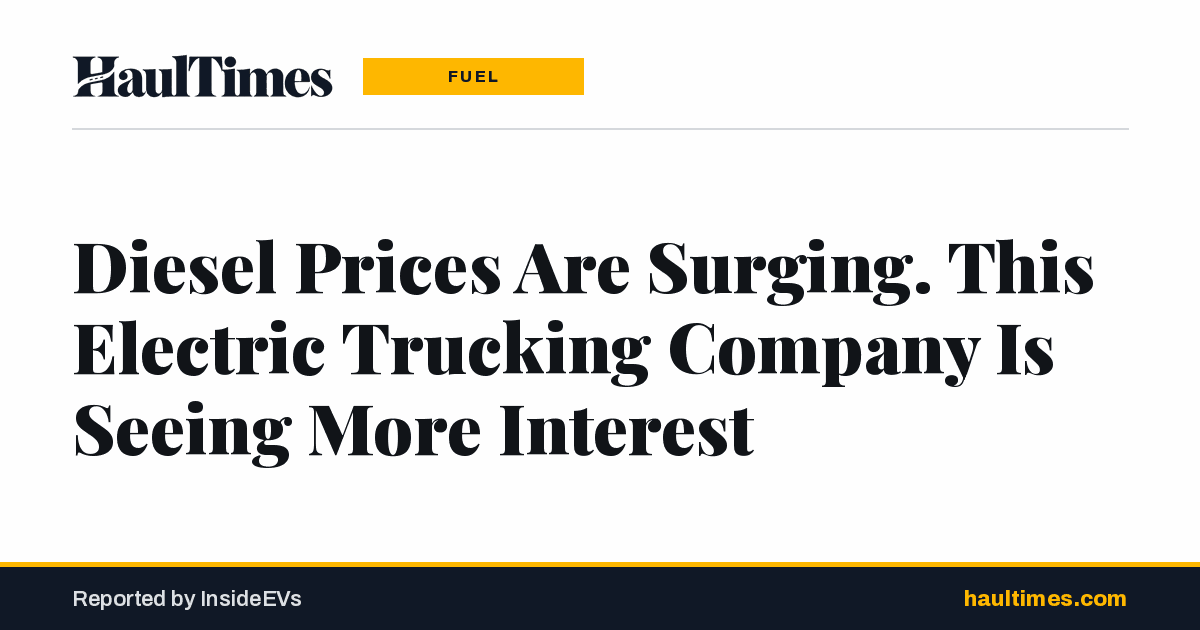 HaulTimes
FUEL
Diesel Prices Are Surging. This
Electric Trucking Company Is
Seeing More Interest
Reported by InsideEVs
haultimes.com